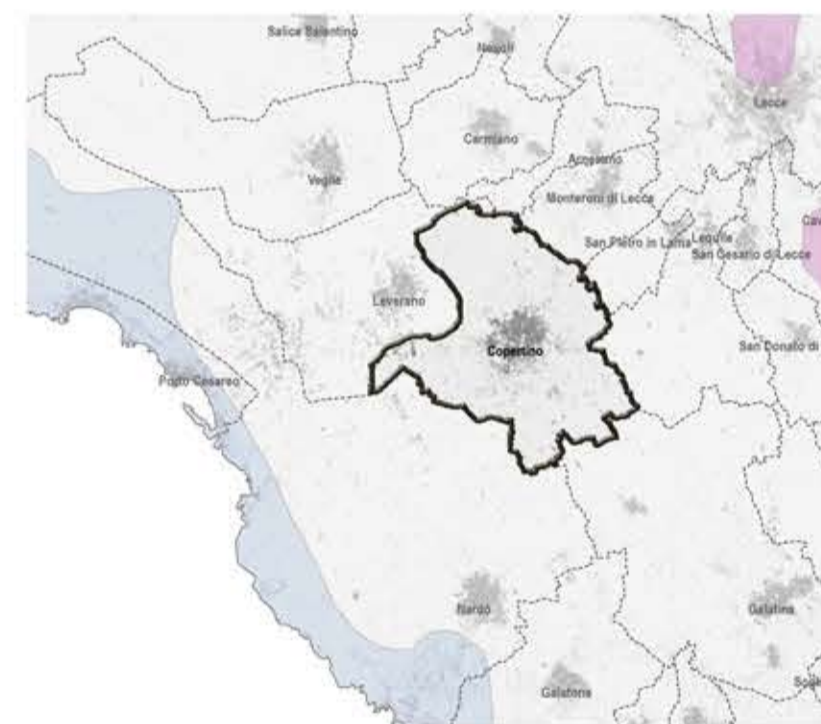 Salice Salentino
Novoli
Lecce
Carmiano
Arnesano
Veglie
Monteroni di Lecce
Cav
San Pietro in Lama
Lequile
San Cesario di Lecce
Leverano
San Donato di
Copertino
Porto Cesareo
Nardò
Galatina
Galatone